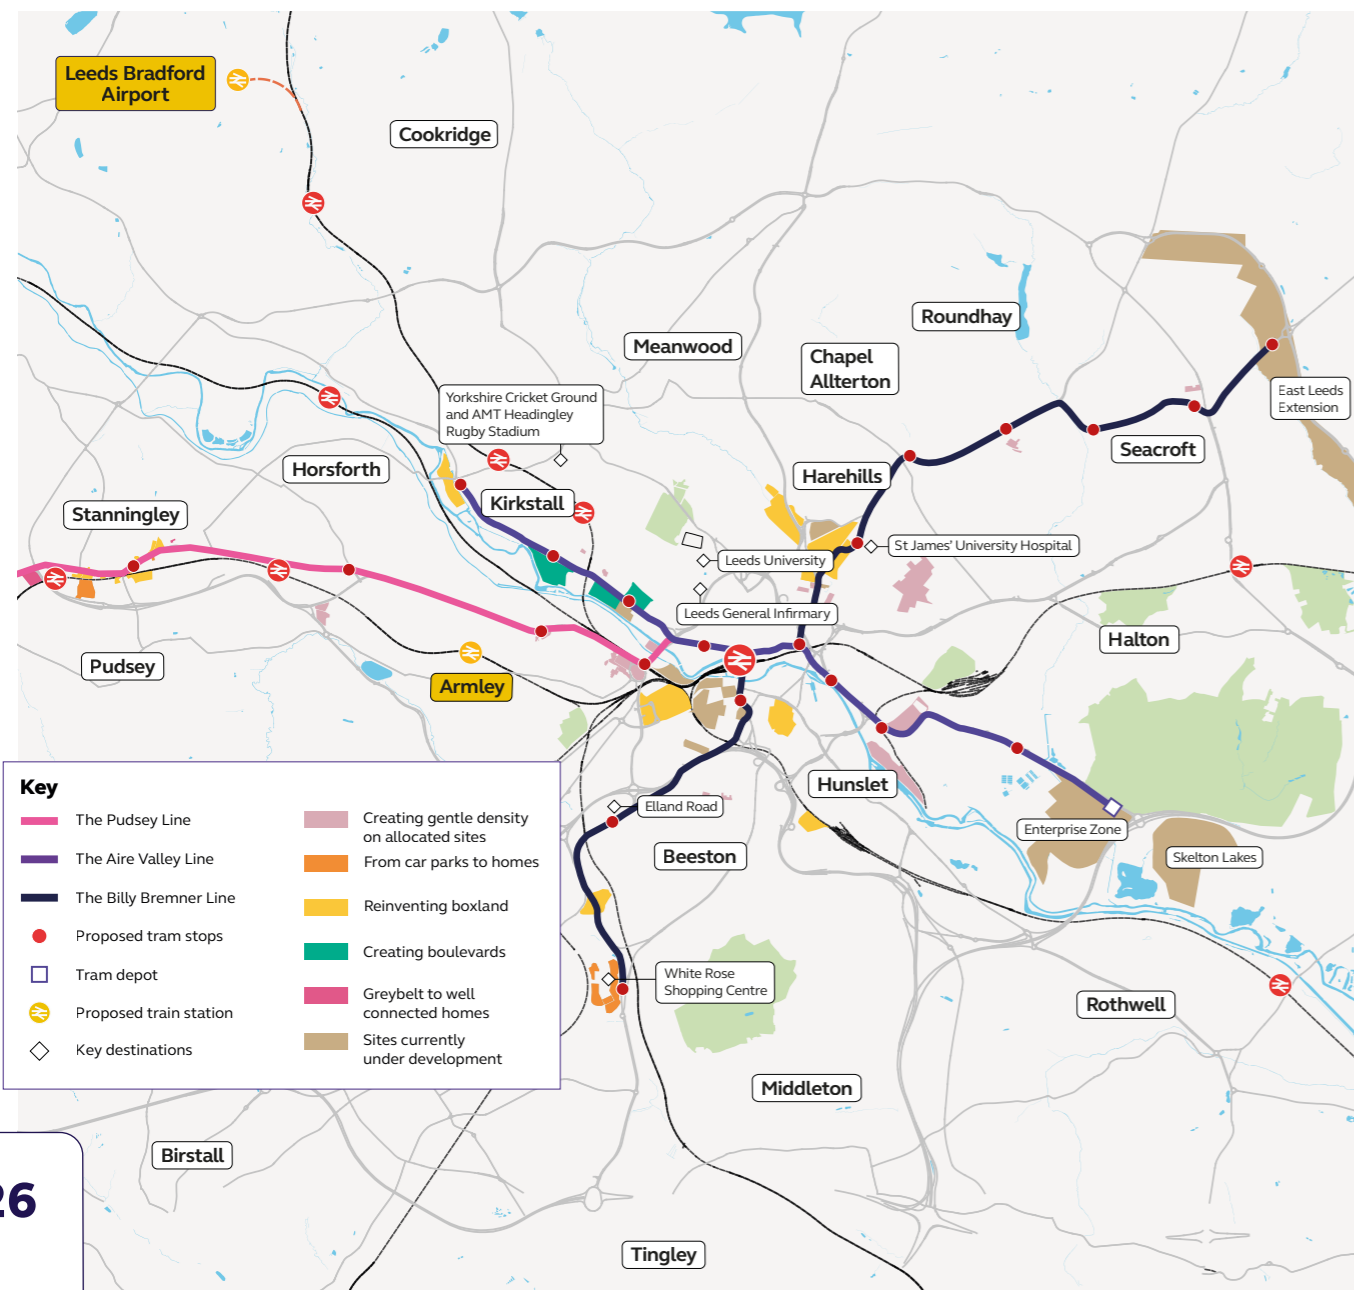 Leeds Bradford
Airport
Cookridge
Roundhay
Meanwood
Chapel
Allterton
Yorkshire Cricket Ground
and AMT Headingley
Rugby Stadium
East Leeds
Extension
Seacroft
Horsforth
Harehills
Kirkstall
Stanningley
St James' University Hospital
Leeds University
Leeds General Infirmary
Halton
Pudsey
Armley
Hunslet
Elland Road
Enterprise Zone
Beeston
Skelton Lakes
White Rose
Shopping Centre
Rothwell
Middleton
Birstall
Tingley
Key
The Pudsey Line
The Aire Valley Line
The Billy Bremner Line
Proposed tram stops
Tram depot
Proposed train station
Key destinations
Creating gentle density
on allocated sites
From car parks to homes
Reinventing boxland
Creating boulevards
Greybelt to well
connected homes
Sites currently
under development
26